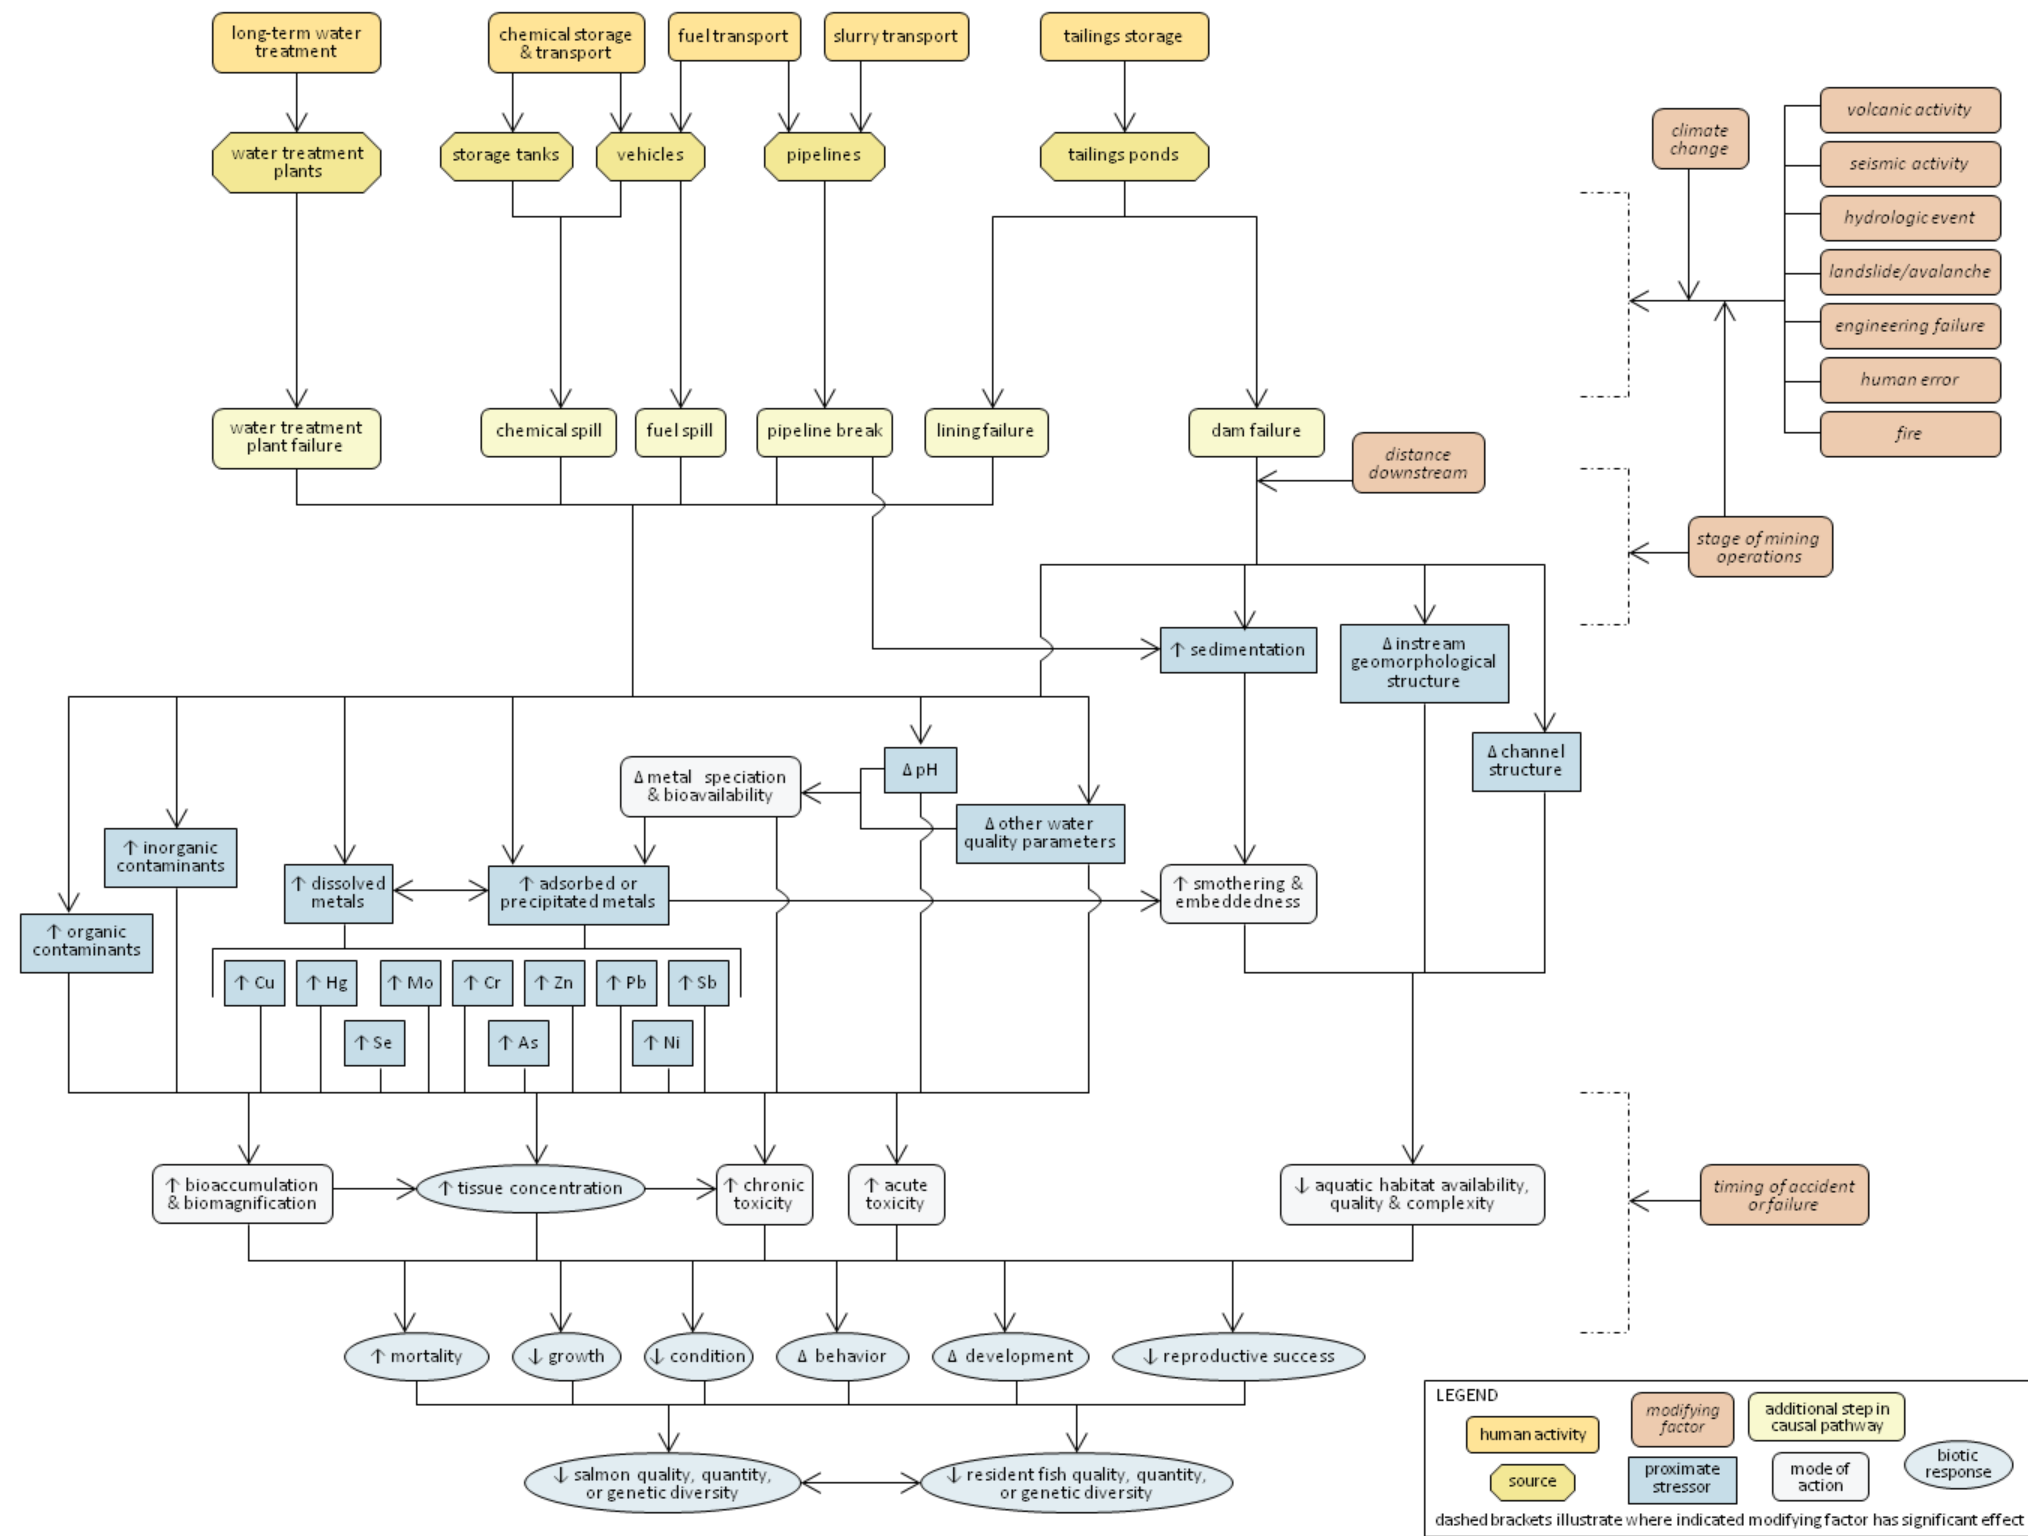 long-term water
treatment
chemical storage
& transport
fuel transport
slurry transport
tailings storage
water treatment
plants
storage tanks
vehicles
pipelines
tailings ponds
climate
change
volcanic activity
seismic activity
hydrologic event
landslide/avalanche
engineering failure
human error
fire
water treatment
plant failure
chemical spill
fuel spill
pipeline break
lining failure
dam failure
distance
downstream
stage of mining
operations
↑ sedimentation
Δ instream
geomorphological
structure
Δ channel
structure
Δ metal speciation
& bioavailability
Δ pH
Δ other water
quality parameters
↑ inorganic
contaminants
↑ organic
contaminants
↑ dissolved
metals
↑ adsorbed or
precipitated metals
↑ smothering &
embeddedness
↑ Cu
↑ Hg
↑ Mo
↑ Cr
↑ Zn
↑ Pb
↑ Sb
↑ Se
↑ As
↑ Ni
↑ bioaccumulation
& biomagnification
↑ tissue concentration
↑ chronic
toxicity
↑ acute
toxicity
↓ aquatic habitat availability,
quality & complexity
timing of accident
or failure
↑ mortality
↓ growth
↓ condition
Δ behavior
Δ development
↓ reproductive success
↓ salmon quality, quantity,
or genetic diversity
↓ resident fish quality, quantity,
or genetic diversity
LEGEND
human activity
modifying
factor
additional step in
causal pathway
source
proximate
stressor
mode of
action
biotic
response
dashed brackets illustrate where indicated modifying factor has significant effect